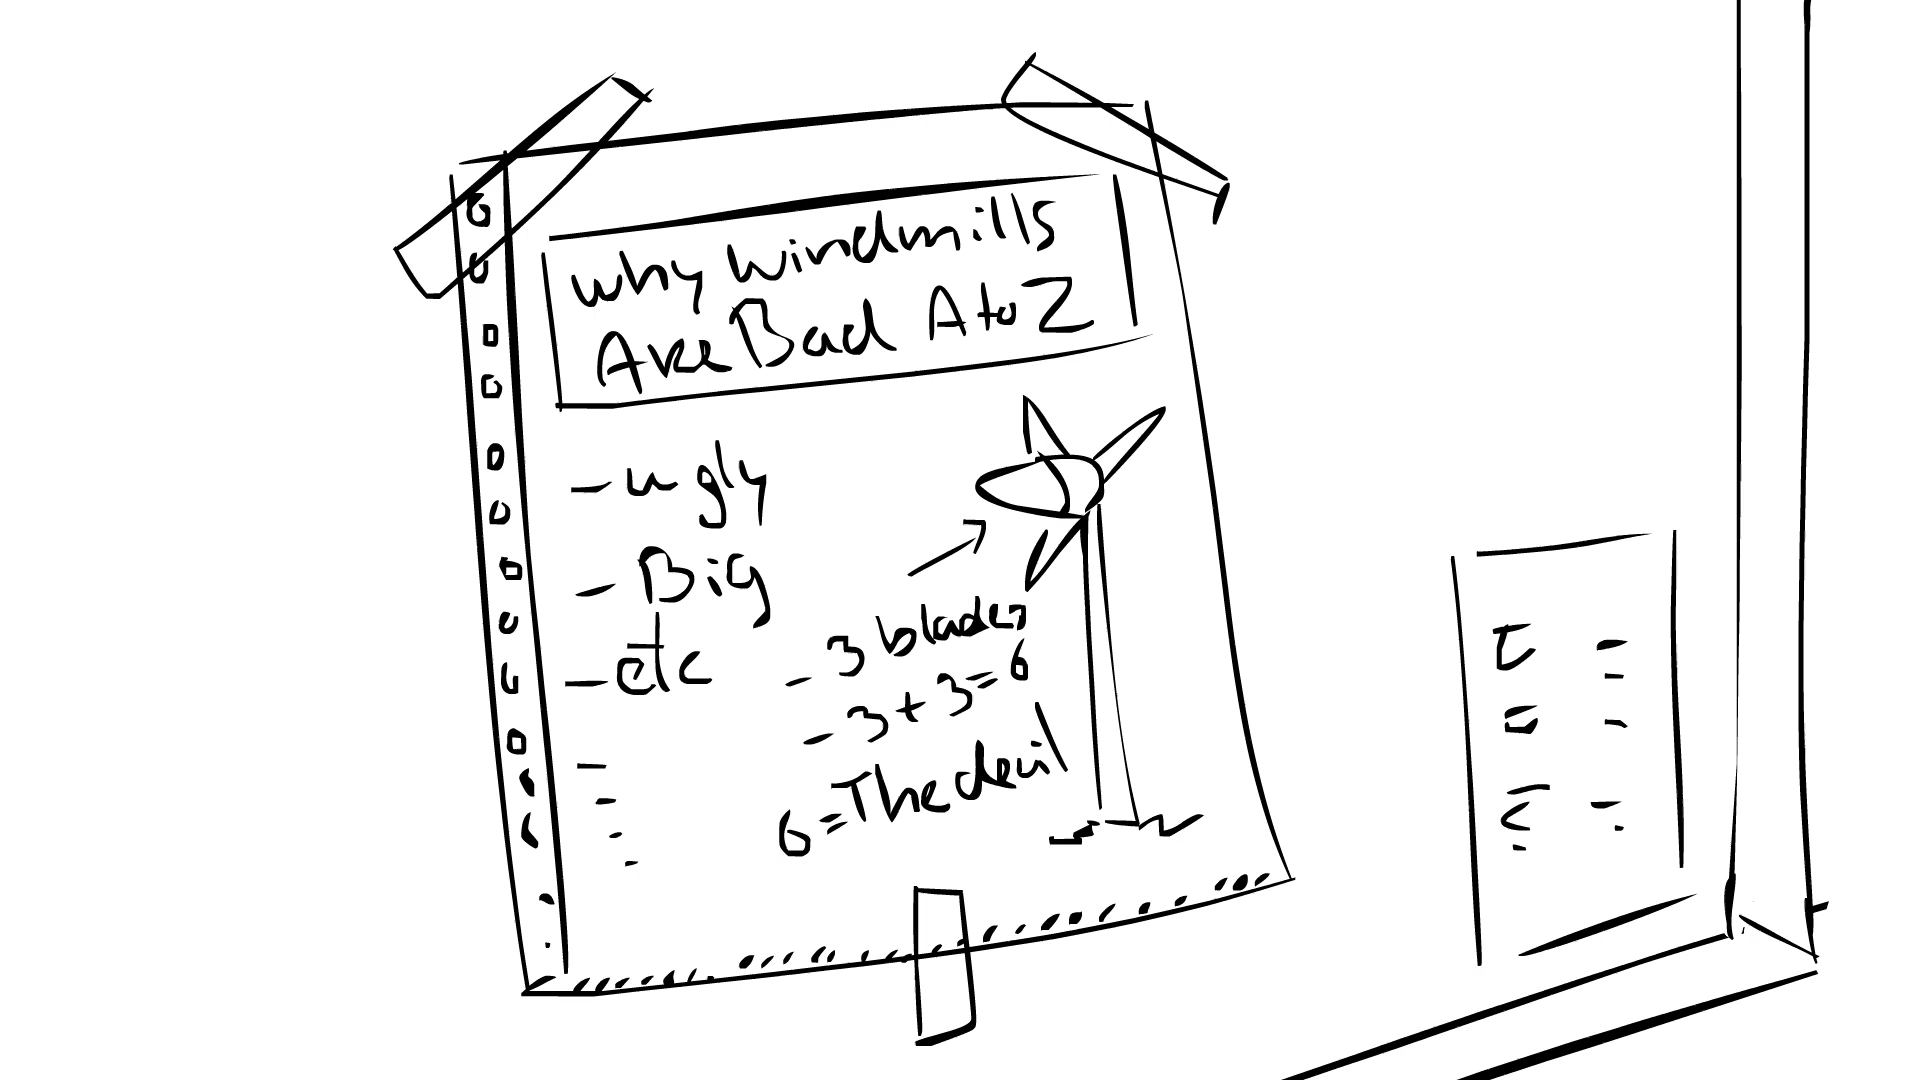 Why windmills
Are Bad A to Z
- ugly
- Big
- etc
- 3 blades
- 3 + 3 = 6
6 = The devil